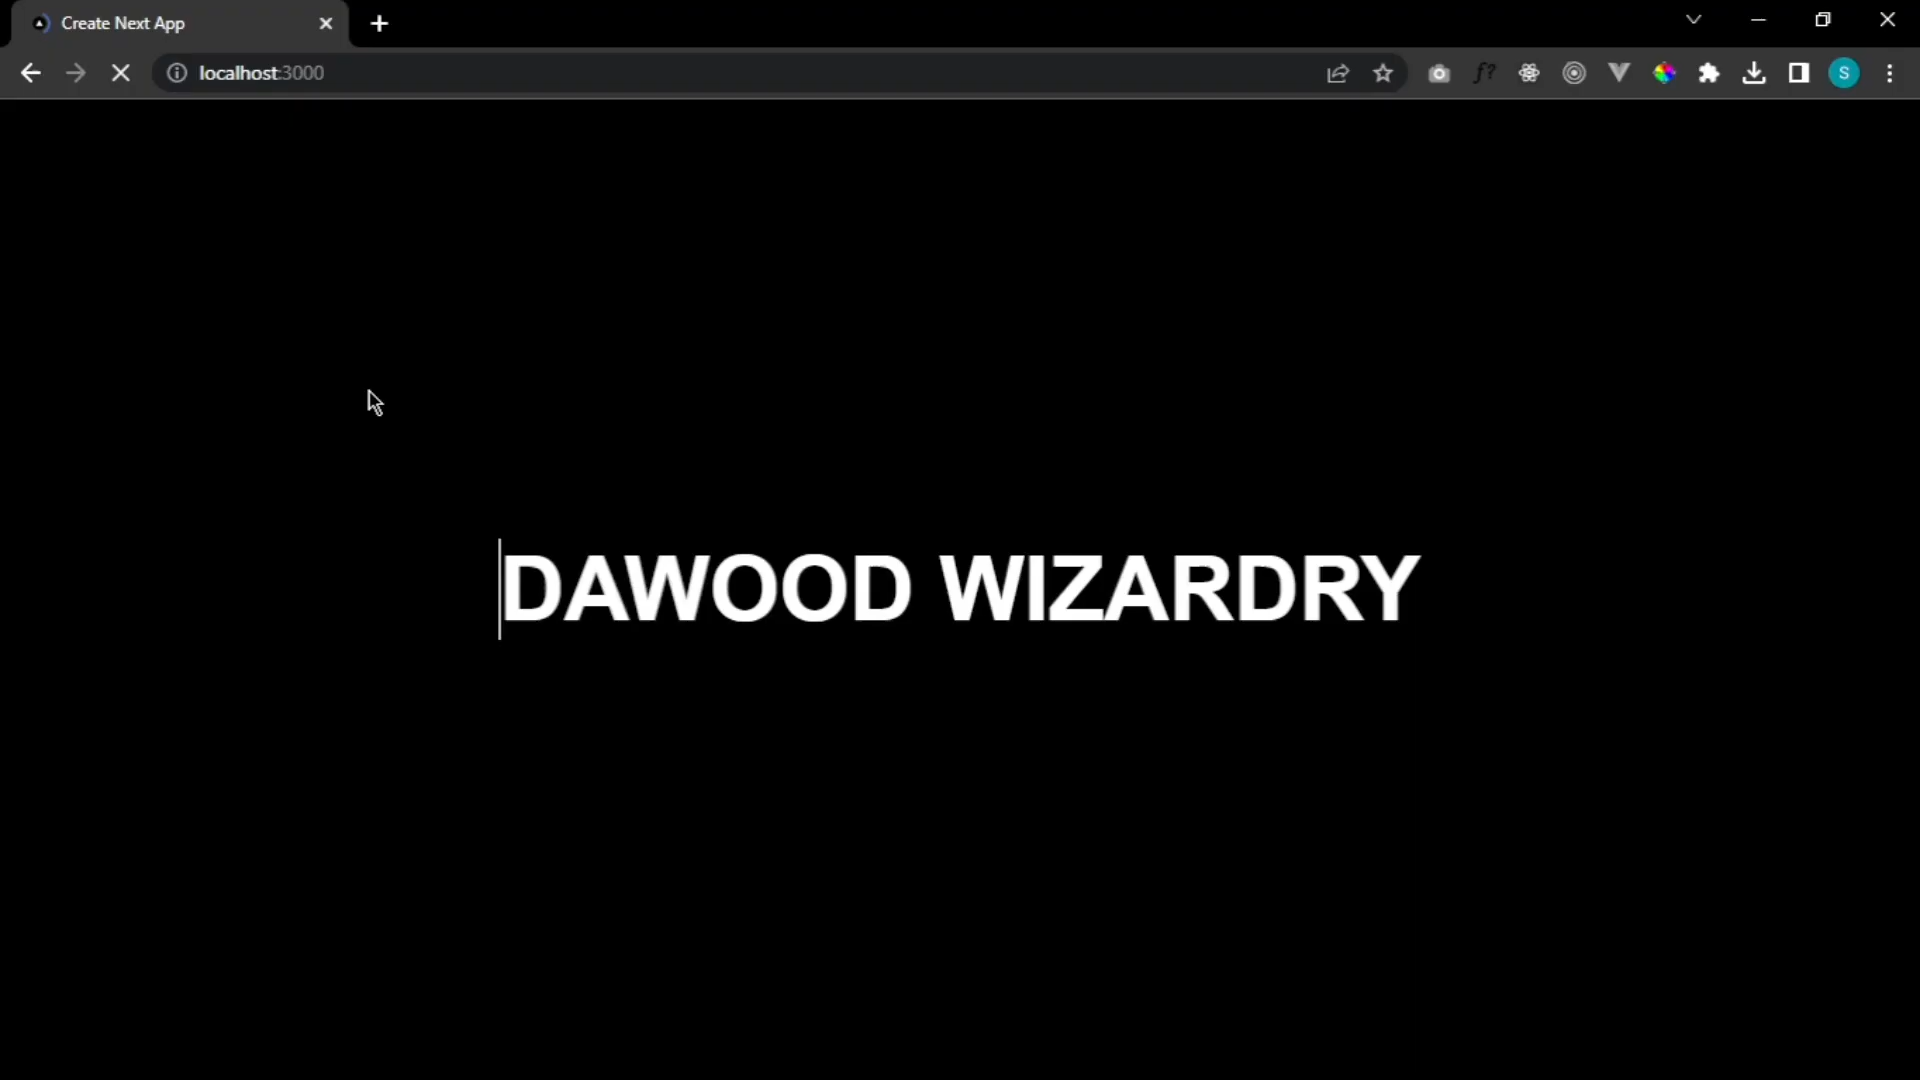 Create Next App
localhost:3000
f?
S
DAWOOD WIZARDRY